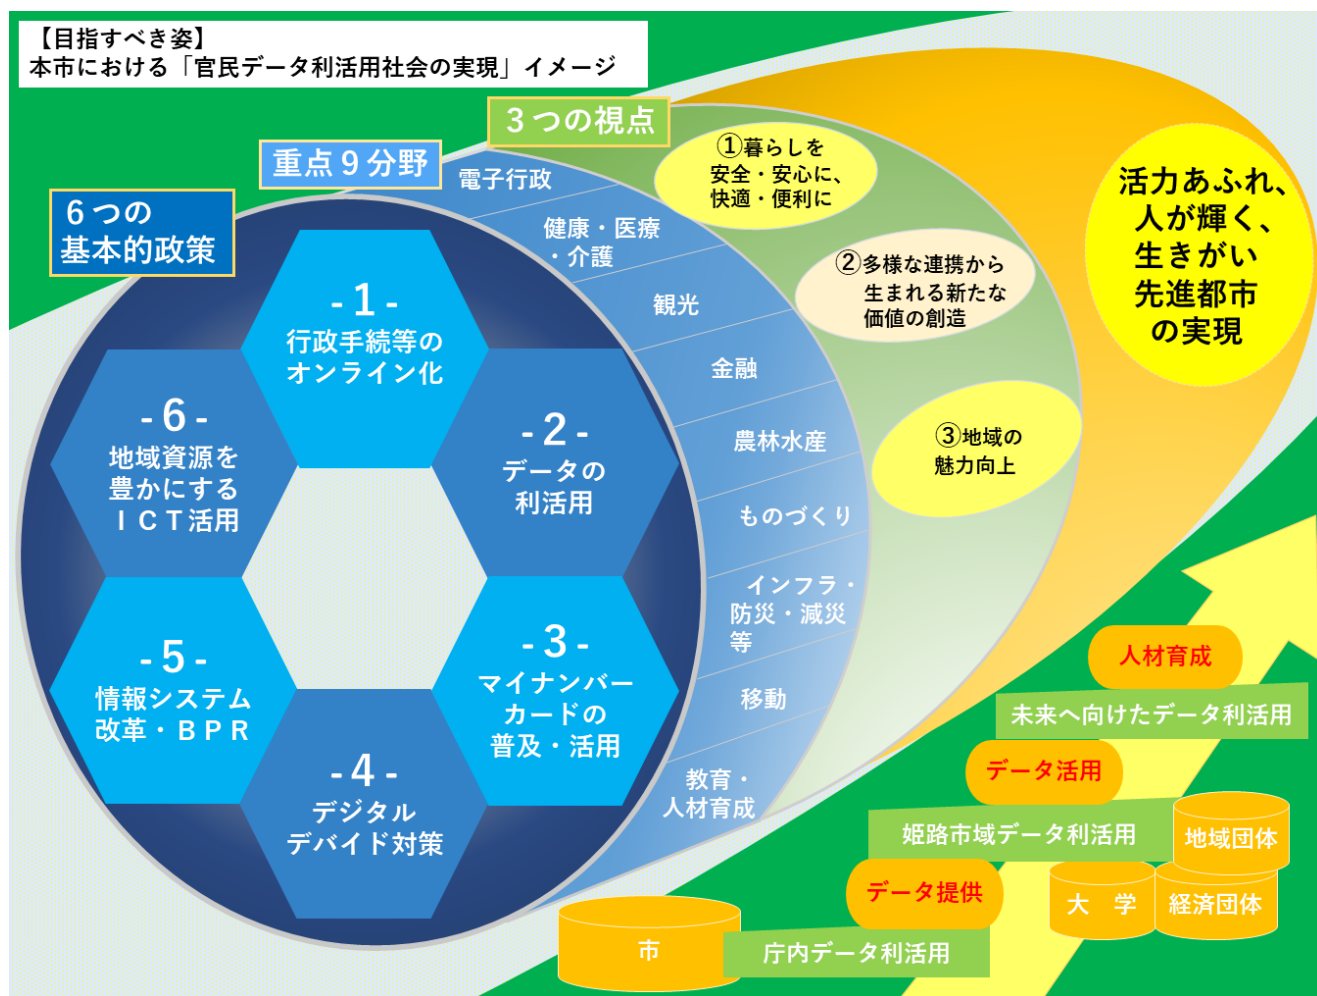 【目指すべき姿】
本市における「官民データ利活用社会の実現」イメージ
３つの視点
重点９分野
６つの
基本的政策
-１-
行政手続等の
オンライン化
-２-
データの
利活用
-３-
マイナンバー
カードの
普及・活用
-４-
デジタル
デバイド対策
-５-
情報システム
改革・ＢＰＲ
-６-
地域資源を
豊かにする
ＩＣＴ活用
電子行政
健康・医療
・介護
観光
金融
農林水産
ものづくり
インフラ・
防災・減災
等
移動
教育・
人材育成
①暮らしを
安全・安心に、
快適・便利に
②多様な連携から
生まれる新たな
価値の創造
③地域の
魅力向上
活力あふれ、
人が輝く、
生きがい
先進都市
の実現
人材育成
未来へ向けたデータ利活用
データ活用
姫路市域データ利活用
地域団体
データ提供
大　学
経済団体
市
庁内データ利活用